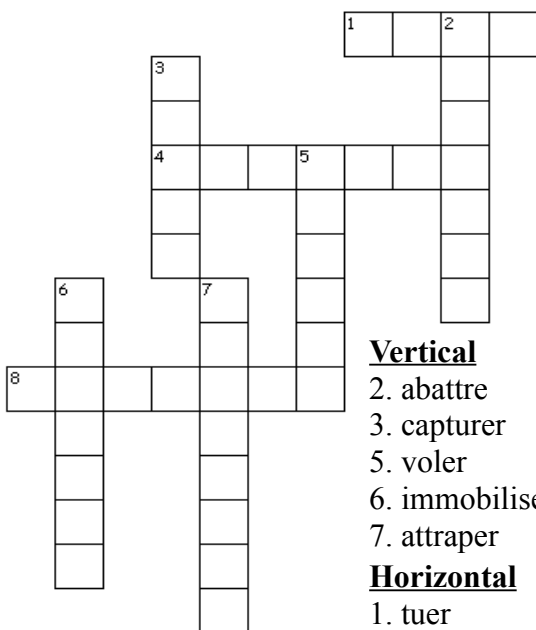 1
2
3
4
5
6
7
8
Vertical
2. abattre
3. capturer
5. voler
6. immobilise
7. attraper
Horizontal
1. tuer